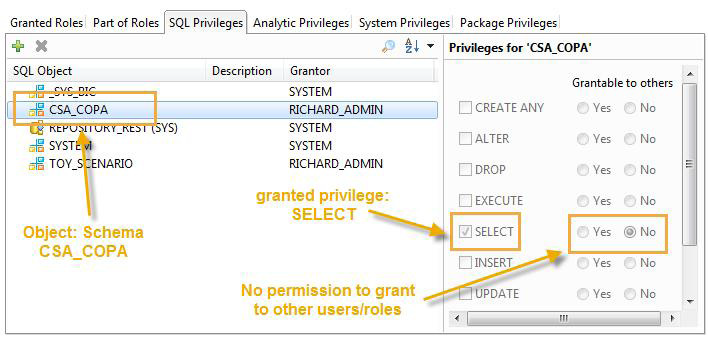 Granted Roles Part of Roles SQL Privileges Analytic Privileges System Privileges Package Privileges
Privileges for 'CSA_COPA'
SQL Object Description Grantor
_SYS_BIC SYSTEM
CSA_COPA RICHARD_ADMIN
REPOSITORY_REST (SYS) SYSTEM
SYSTEM SYSTEM
TOY_SCENARIO RICHARD_ADMIN
Object: Schema
CSA_COPA
granted privilege:
SELECT
No permission to grant
to other users/roles
Grantable to others
CREATE ANY Yes No
ALTER Yes No
DROP Yes No
EXECUTE Yes No
SELECT Yes No
INSERT Yes No
UPDATE Yes No